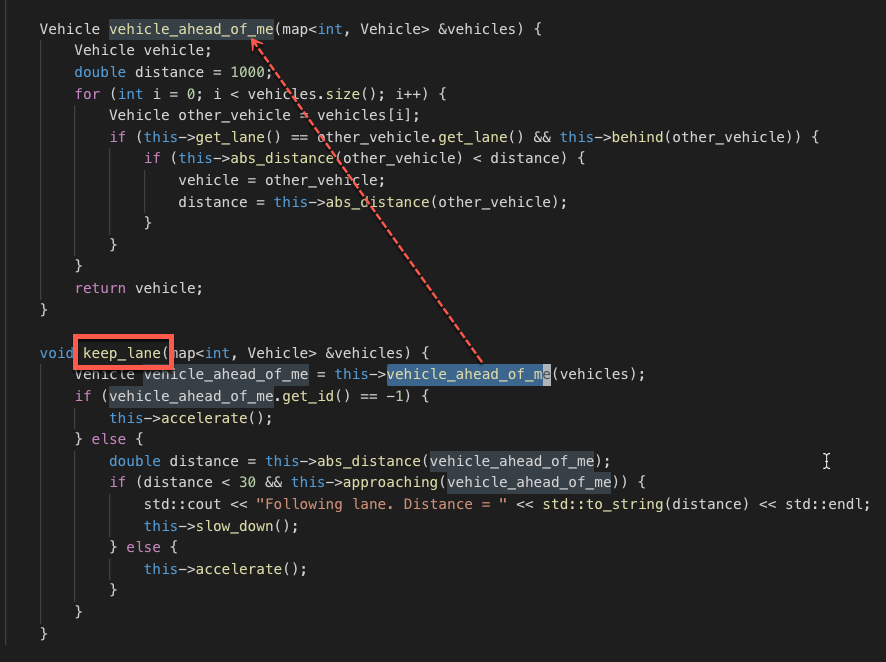 Vehicle vehicle_ahead_of_me(map<int, Vehicle> &vehicles) {
    Vehicle vehicle;
    double distance = 1000;
    for (int i = 0; i < vehicles.size(); i++) {
        Vehicle other_vehicle = vehicles[i];
        if (this->get_lane() == other_vehicle.get_lane() && this->behind(other_vehicle)) {
            if (this->abs_distance(other_vehicle) < distance) {
                vehicle = other_vehicle;
                distance = this->abs_distance(other_vehicle);
            }
        }
    }
    return vehicle;
}
void keep_lane(map<int, Vehicle> &vehicles) {
    Vehicle vehicle_ahead_of_me = this->vehicle_ahead_of_me(vehicles);
    if (vehicle_ahead_of_me.get_id() == -1) {
        this->accelerate();
    } else {
        double distance = this->abs_distance(vehicle_ahead_of_me);
        if (distance < 30 && this->approaching(vehicle_ahead_of_me)) {
            std::cout << "Following lane. Distance = " << std::to_string(distance) << std::endl;
            this->slow_down();
        } else {
            this->accelerate();
        }
    }
}